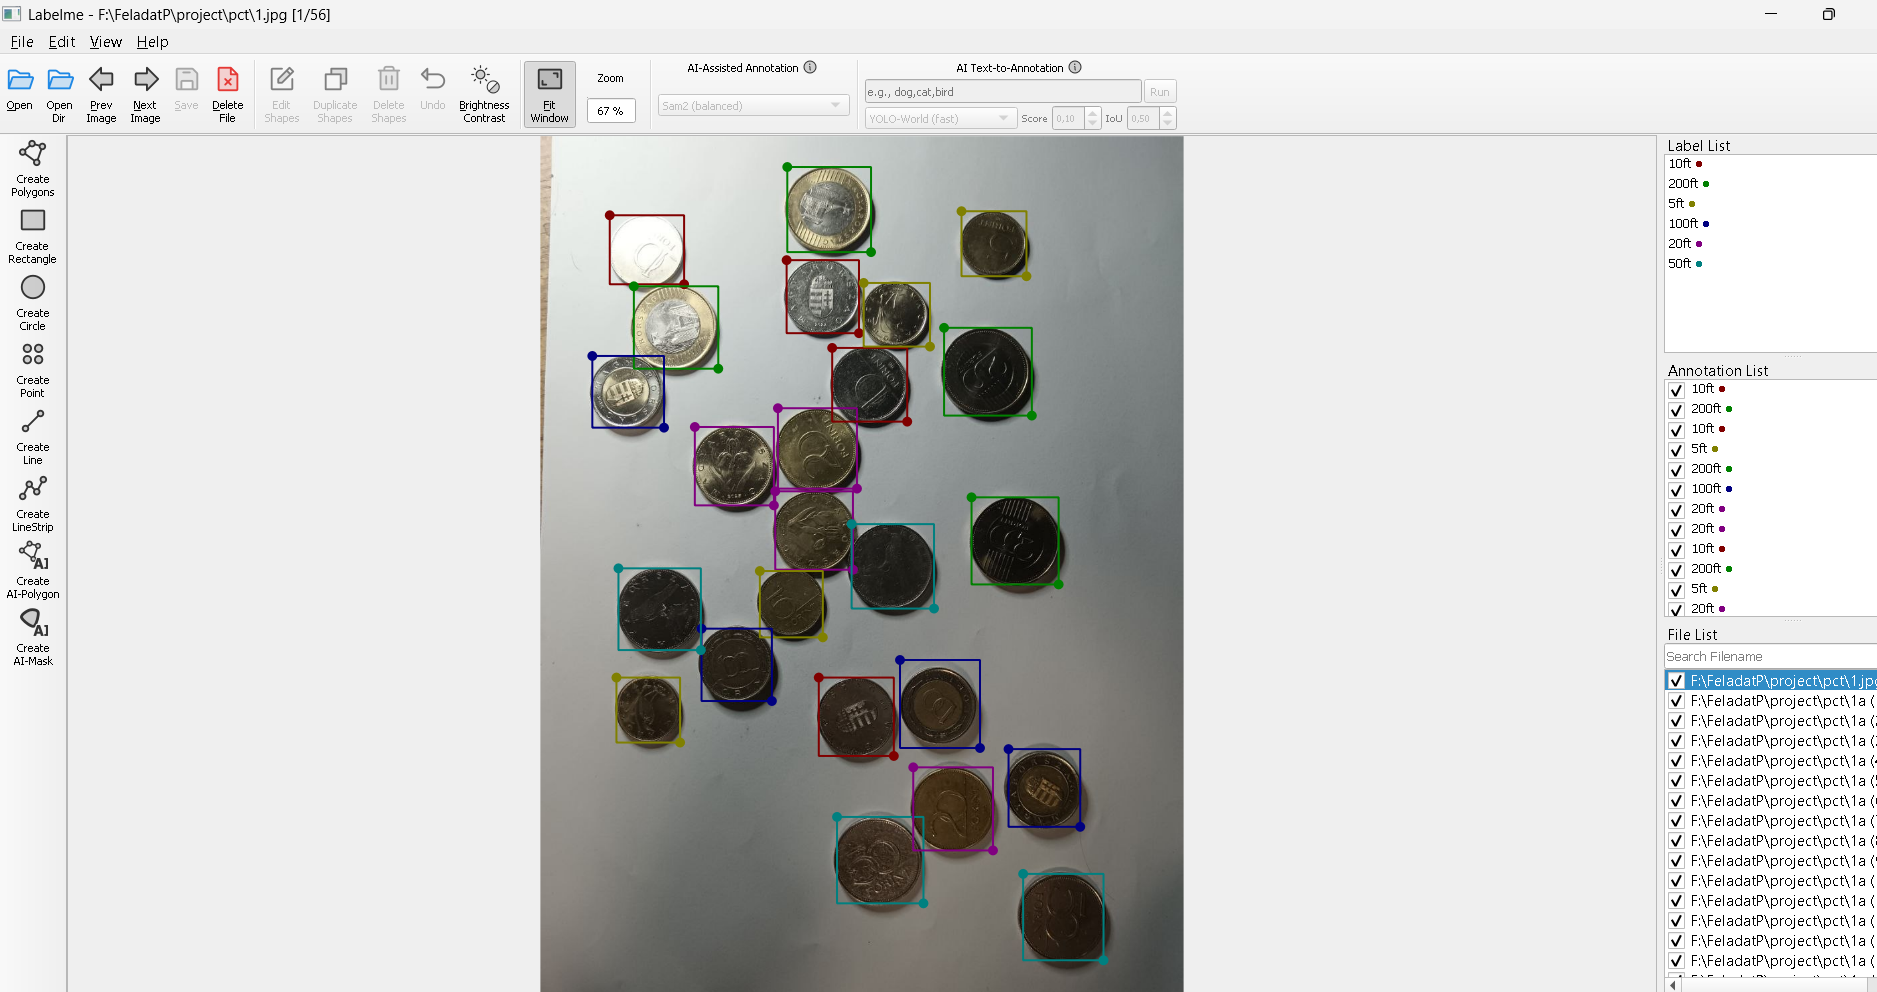 Labelme - F:\FeladatP\project\pct\1.jpg [1/56]
File Edit View Help
Open
Open Dir
Prev Image
Next Image
Save
Delete File
Edit Shapes
Duplicate Shapes
Delete Shapes
Undo
Brightness Contrast
Fit Window
Zoom
67 %
AI-Assisted Annotation
Sam2 (balanced)
AI Text-to-Annotation
e.g., dog,cat,bird
Run
YOLO-World (fast)
Score 0,10
IoU 0,50
Create Polygons
Create Rectangle
Create Circle
Create Point
Create Line
Create LineStrip
Create AI-Polygon
Create AI-Mask
Label List
10ft
200ft
5ft
100ft
20ft
50ft
Annotation List
10ft
200ft
10ft
5ft
200ft
100ft
20ft
20ft
10ft
200ft
5ft
20ft
File List
Search Filename
F:\FeladatP\project\pct\1.jp
F:\FeladatP\project\pct\1a (
F:\FeladatP\project\pct\1a (
F:\FeladatP\project\pct\1a (
F:\FeladatP\project\pct\1a (
F:\FeladatP\project\pct\1a (
F:\FeladatP\project\pct\1a (
F:\FeladatP\project\pct\1a (
F:\FeladatP\project\pct\1a (
F:\FeladatP\project\pct\1a (
F:\FeladatP\project\pct\1a (
F:\FeladatP\project\pct\1a (
F:\FeladatP\project\pct\1a (
F:\FeladatP\project\pct\1a (
F:\FeladatP\project\pct\1a (